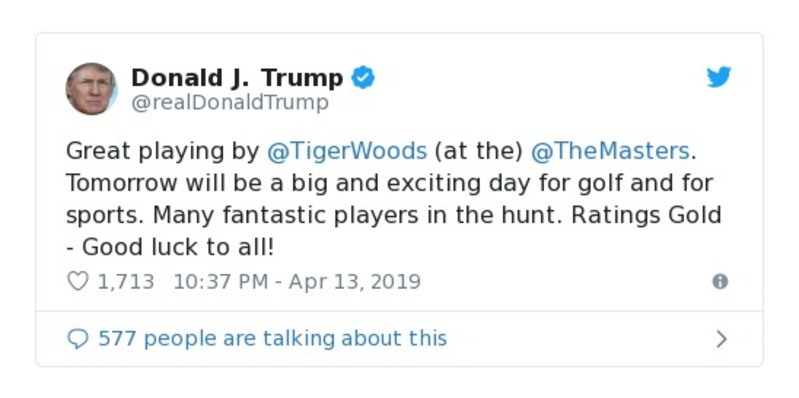 Donald J. Trump
@realDonaldTrump
Great playing by @TigerWoods (at the) @TheMasters.
Tomorrow will be a big and exciting day for golf and for
sports. Many fantastic players in the hunt. Ratings Gold
- Good luck to all!
1,713 10:37 PM - Apr 13, 2019
577 people are talking about this